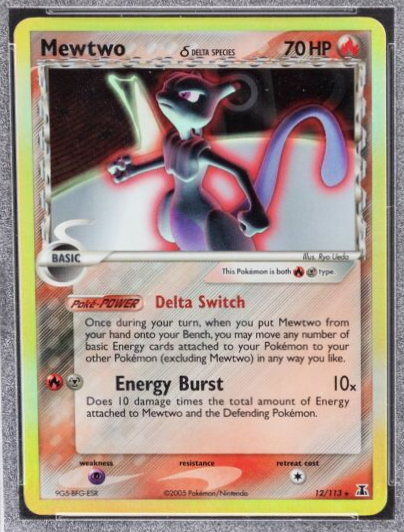 Mewtwo δ DELTA SPECIES 70 HP
BASIC
Illus. Ryo Ueda
This Pokémon is both type.
Poké-POWER Delta Switch
Once during your turn, when you put Mewtwo from
your hand onto your Bench, you may move any number of
basic Energy cards attached to your Pokémon to your
other Pokémon (excluding Mewtwo) in any way you like.
Energy Burst 10x
Does 10 damage times the total amount of Energy
attached to Mewtwo and the Defending Pokémon.
weakness resistance retreat cost
9G5-BFG-ESR ©2005 Pokémon/Nintendo 12/113 ★